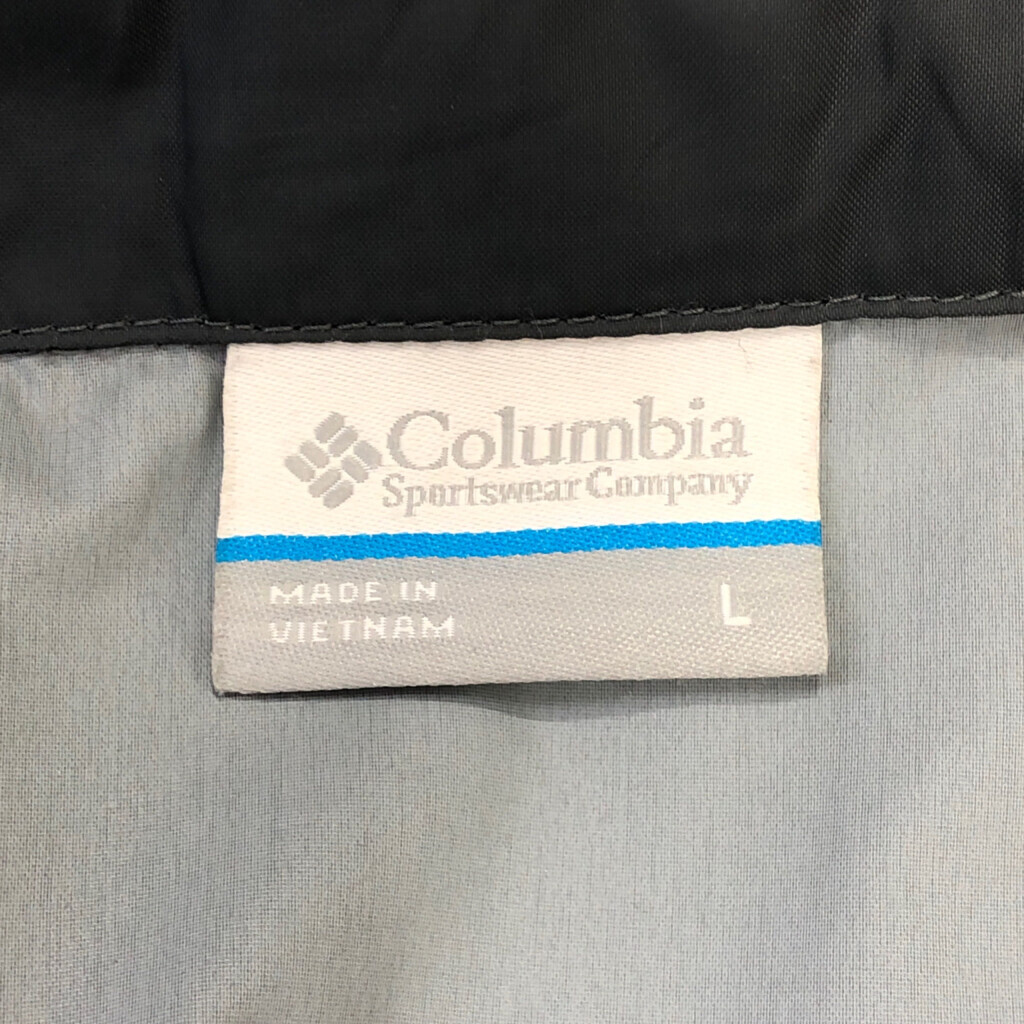 Columbia
Sportswear Company
MADE IN
VIETNAM
L